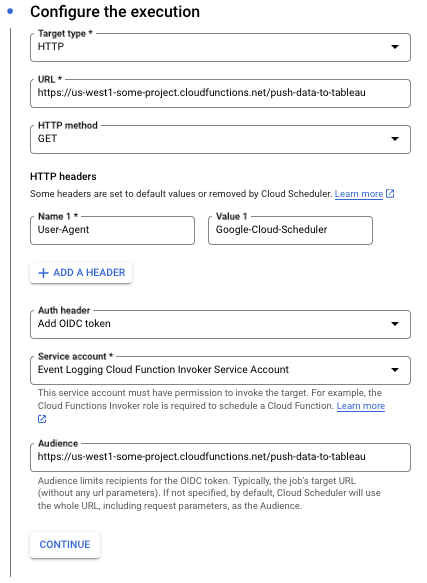 Configure the execution
Target type *
HTTP
URL *
https://us-west1-some-project.cloudfunctions.net/push-data-to-tableau
HTTP method
GET
HTTP headers
Some headers are set to default values or removed by Cloud Scheduler. Learn more
Name 1 *
User-Agent
Value 1
Google-Cloud-Scheduler
+ ADD A HEADER
Auth header
Add OIDC token
Service account *
Event Logging Cloud Function Invoker Service Account
This service account must have permission to invoke the target. For example, the
Cloud Functions Invoker role is required to schedule a Cloud Function. Learn more
Audience
https://us-west1-some-project.cloudfunctions.net/push-data-to-tableau
Audience limits recipients for the OIDC token. Typically, the job's target URL
(without any url parameters). If not specified, by default, Cloud Scheduler will use
the whole URL, including request parameters, as the Audience.
CONTINUE